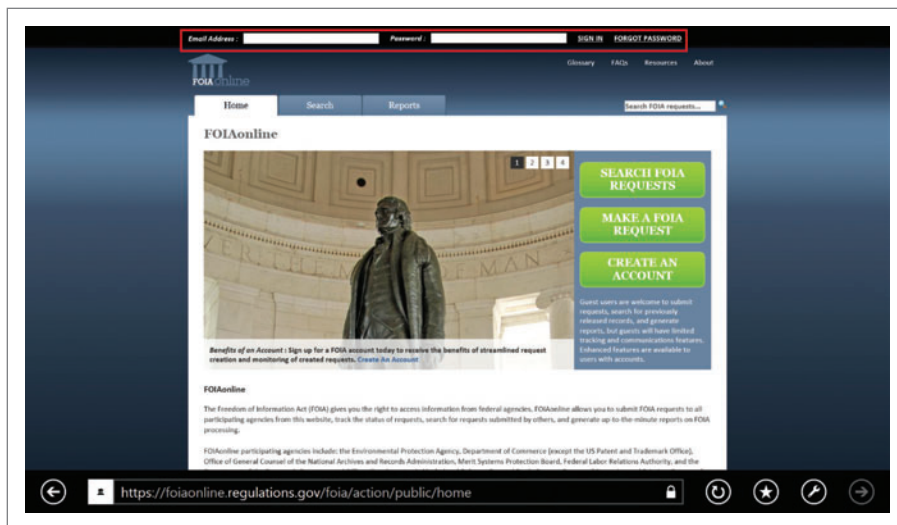 Email Address : Password : SIGN IN FORGOT PASSWORD
Glossary FAQs Resources About
FOIAonline
Home Search Reports Search FOIA requests...
FOIAonline
1 2 3 4
SEARCH FOIA
REQUESTS
MAKE A FOIA
REQUEST
CREATE AN
ACCOUNT
Guest users are welcome to submit
requests, search for previously
released records, and generate
reports, but guests will have limited
tracking and communications features.
Enhanced features are available to
users with accounts.
Benefits of an Account : Sign up for a FOIA account today to receive the benefits of streamlined request
creation and monitoring of created requests. Create An Account
FOIAonline
The Freedom of Information Act (FOIA) gives you the right to access information from federal agencies. FOIAonline allows you to submit FOIA requests to all
participating agencies from this website, track the status of requests, search for requests submitted by others, and generate up-to-the-minute reports on FOIA
processing.
FOIAonline participating agencies include: the Environmental Protection Agency, Department of Commerce (except the US Patent and Trademark Office),
Office of General Counsel of the National Archives and Records Administration, Merit Systems Protection Board, Federal Labor Relations Authority, and the
https://foiaonline.regulations.gov/foia/action/public/home